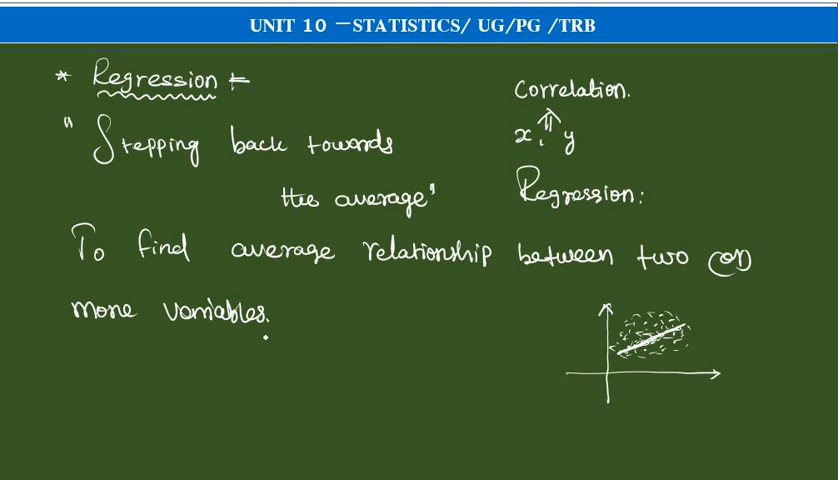 UNIT 10 – STATISTICS/ UG/PG /TRB
* Regression :-
" Stepping back towards
the average"
Correlation.
x, y
Regression:
To find average relationship between two (or)
more variables.